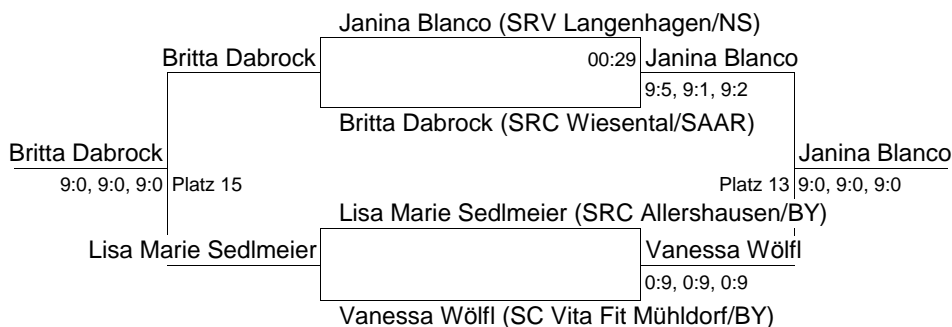 Janina Blanco (SRV Langenhagen/NS)
Britta Dabrock
00:29 Janina Blanco
9:5, 9:1, 9:2
Britta Dabrock (SRC Wiesental/SAAR)
Britta Dabrock
Janina Blanco
9:0, 9:0, 9:0 Platz 15
Platz 13 9:0, 9:0, 9:0
Lisa Marie Sedlmeier (SRC Allershausen/BY)
Lisa Marie Sedlmeier
Vanessa Wölfl
0:9, 0:9, 0:9
Vanessa Wölfl (SC Vita Fit Mühldorf/BY)